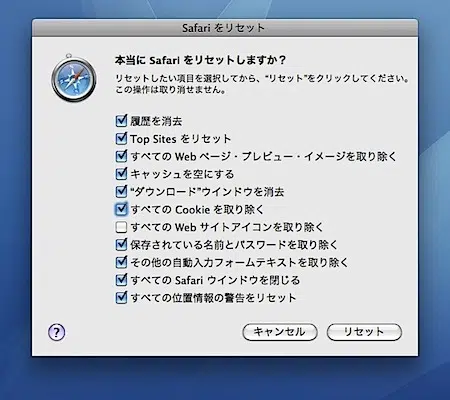 Safari をリセット
本当に Safari をリセットしますか？
リセットしたい項目を選択してから、“リセット”をクリックしてください。
この操作は取り消せません。
履歴を消去
Top Sites をリセット
すべての Web ページ・プレビュー・イメージを取り除く
キャッシュを空にする
“ダウンロード”ウインドウを消去
すべての Cookie を取り除く
すべての Web サイトアイコンを取り除く
保存されている名前とパスワードを取り除く
その他の自動入力フォームテキストを取り除く
すべての Safari ウインドウを閉じる
すべての位置情報の警告をリセット
? キャンセル リセット